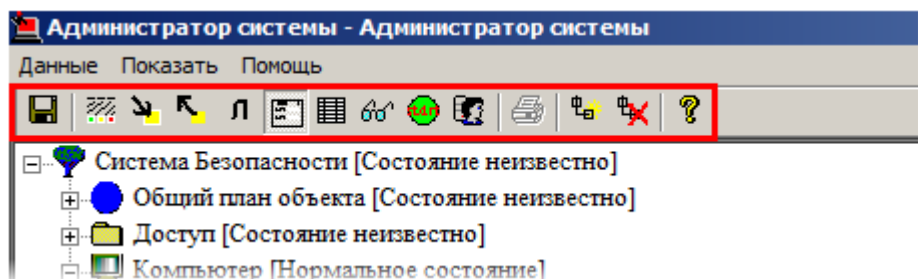 Администратор системы - Администратор системы
Данные Показать Помощь
Л
Система Безопасности [Состояние неизвестно]
Общий план объекта [Состояние неизвестно]
Доступ [Состояние неизвестно]
Компьютер [Нормальное состояние]